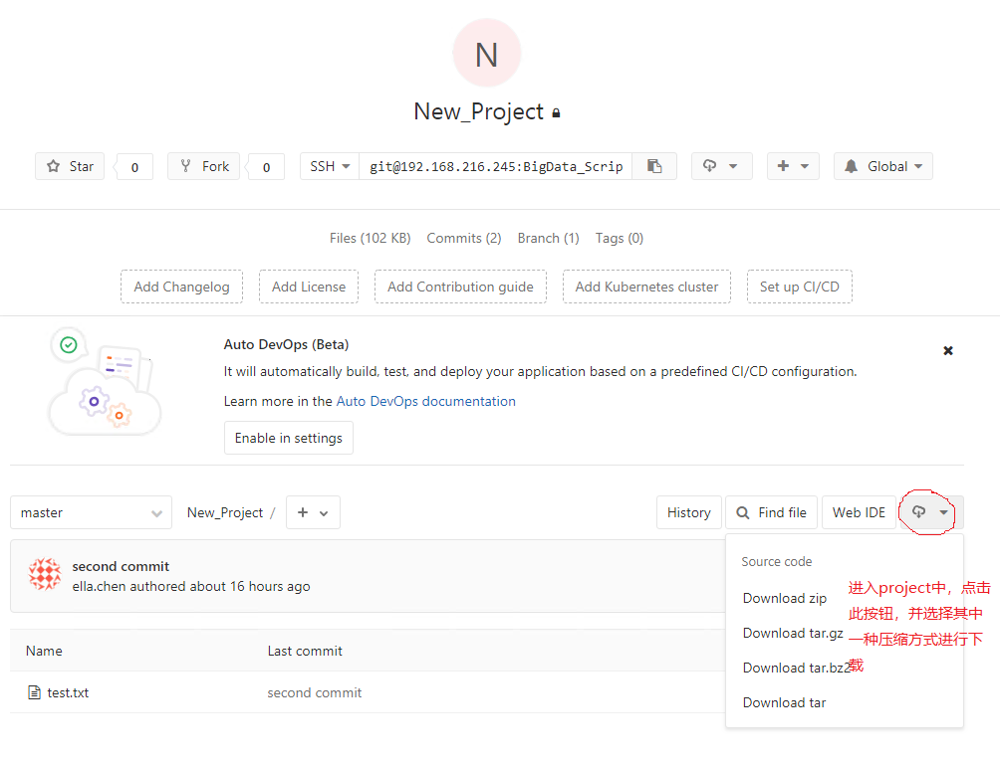 N
New_Project
Star 0 Fork 0 SSH git@192.168.216.245:BigData_Scrip Global
Files (102 KB) Commits (2) Branch (1) Tags (0)
Add Changelog Add License Add Contribution guide Add Kubernetes cluster Set up CI/CD
Auto DevOps (Beta)
It will automatically build, test, and deploy your application based on a predefined CI/CD configuration.
Learn more in the Auto DevOps documentation
Enable in settings
master New_Project / + History Find file Web IDE
second commit
ella.chen authored about 16 hours ago
Name Last commit
test.txt second commit
Source code
Download zip
Download tar.gz
Download tar.bz2
Download tar
进入project中，点击
此按钮，并选择其中
一种压缩方式进行下
载